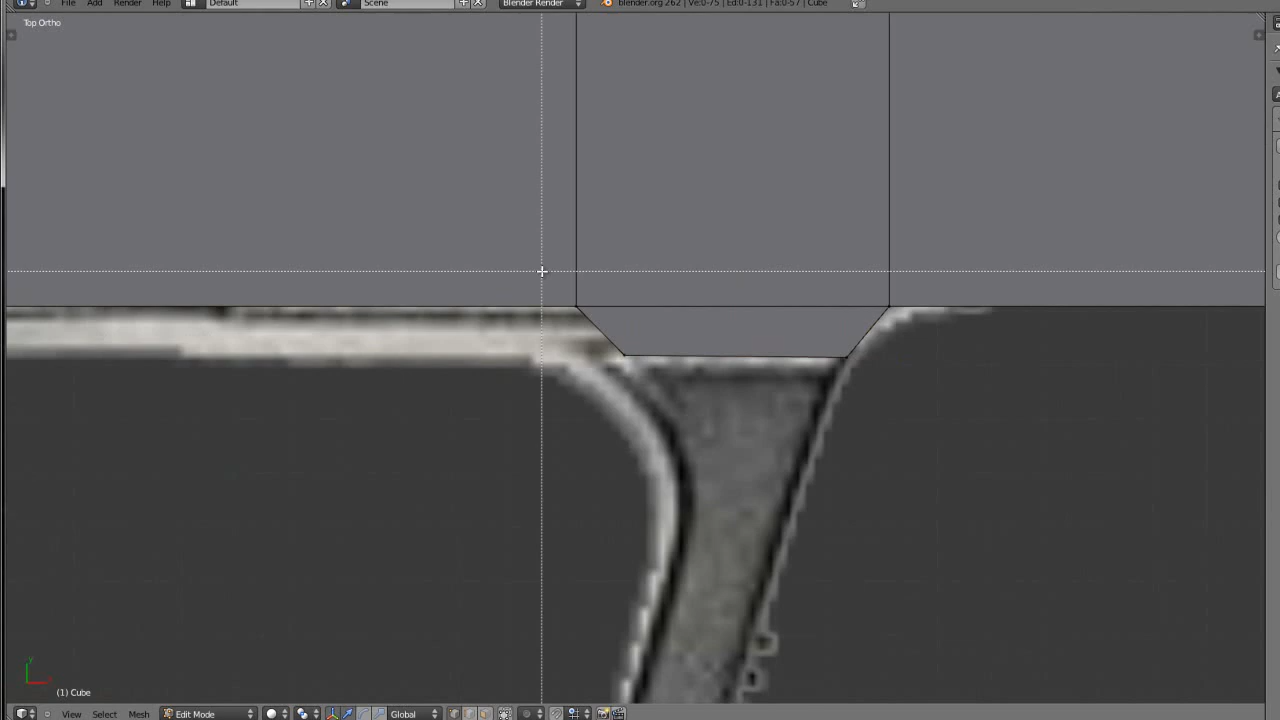 File Add Render Help Default Scene Blender Render blender.org 262 | Ve:0-75 | Ed:0-131 | Fa:0-57 | Cube
Top Ortho
(1) Cube
View Select Mesh Edit Mode Global